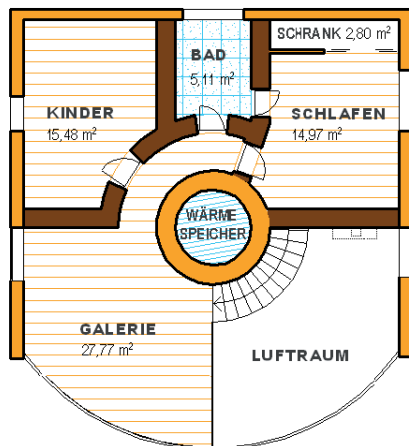 SCHRANK 2,80 m²
BAD
5,11 m²
KINDER
15,48 m²
SCHLAFEN
14,97 m²
WÄRME
SPEICHER
GALERIE
27,77 m²
LUFTRAUM